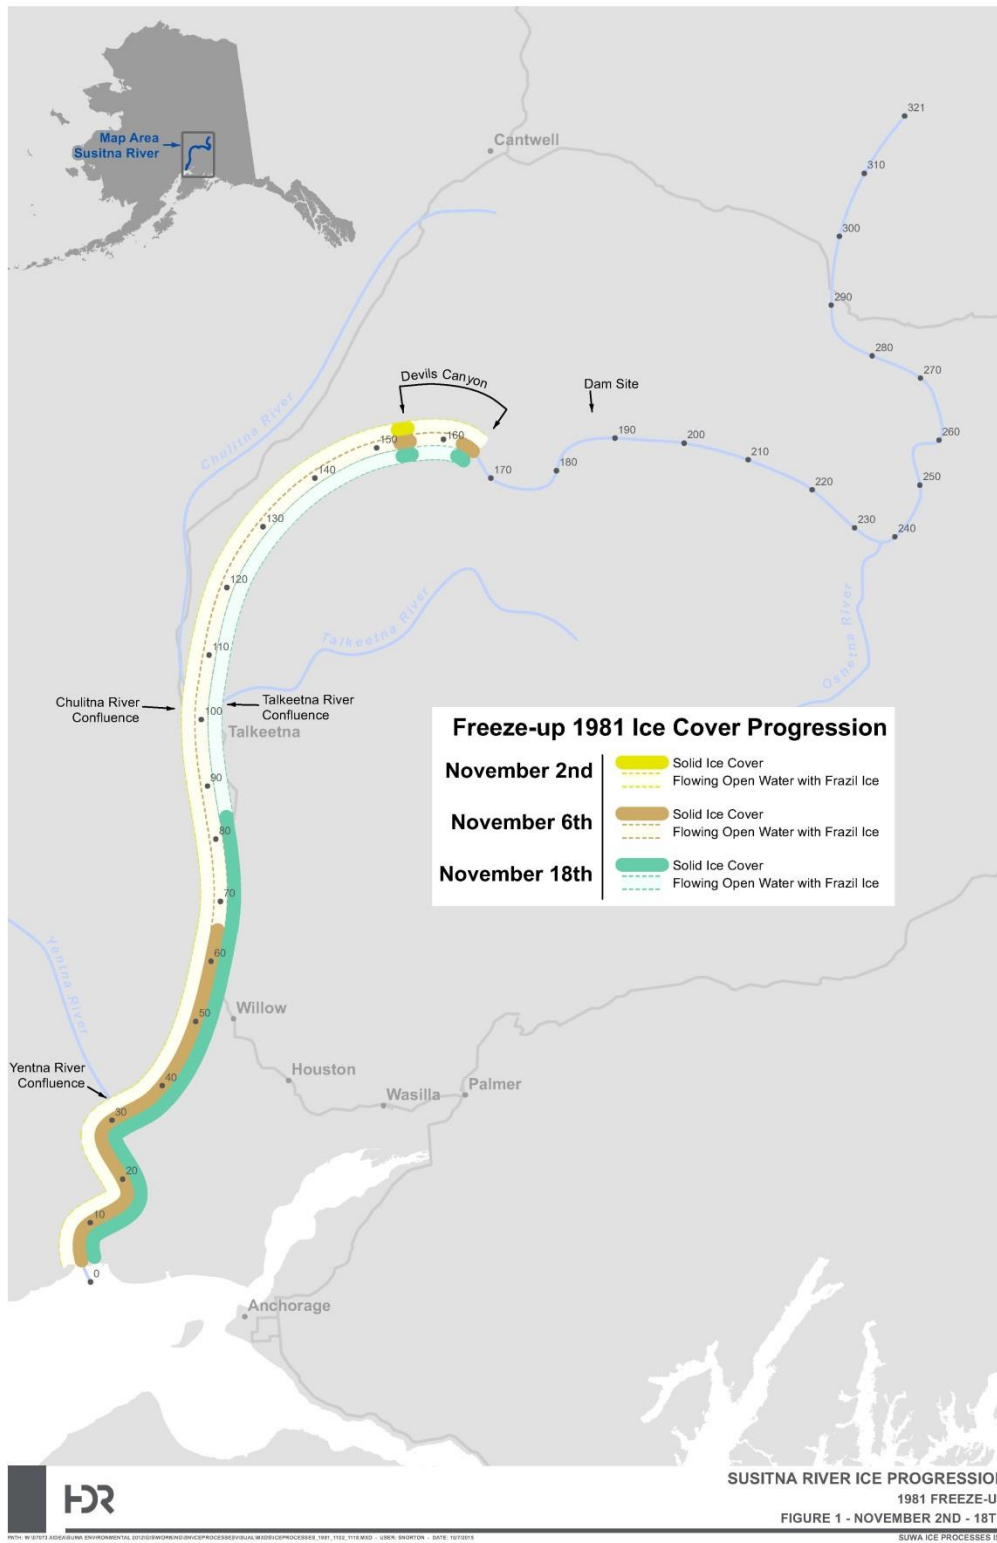 Map Area
Susitna River
Cantwell
321
310
300
290
280
270
260
250
240
230
220
210
200
190
180
170
160
150
140
130
120
110
100
90
80
70
60
50
40
30
20
10
0
Chulitna River
Devils Canyon
Dam Site
Talkeetna River
Oshetna River
Chulitna River
Confluence
Talkeetna River
Confluence
Talkeetna
Freeze-up 1981 Ice Cover Progression
November 2nd
Solid Ice Cover
Flowing Open Water with Frazil Ice
November 6th
Solid Ice Cover
Flowing Open Water with Frazil Ice
November 18th
Solid Ice Cover
Flowing Open Water with Frazil Ice
Yentna River
Willow
Houston
Wasilla
Palmer
Yentna River
Confluence
Anchorage
HDR
SUSITNA RIVER ICE PROGRESSION
1981 FREEZE-U
FIGURE 1 - NOVEMBER 2ND - 18T
SUWA ICE PROCESSES